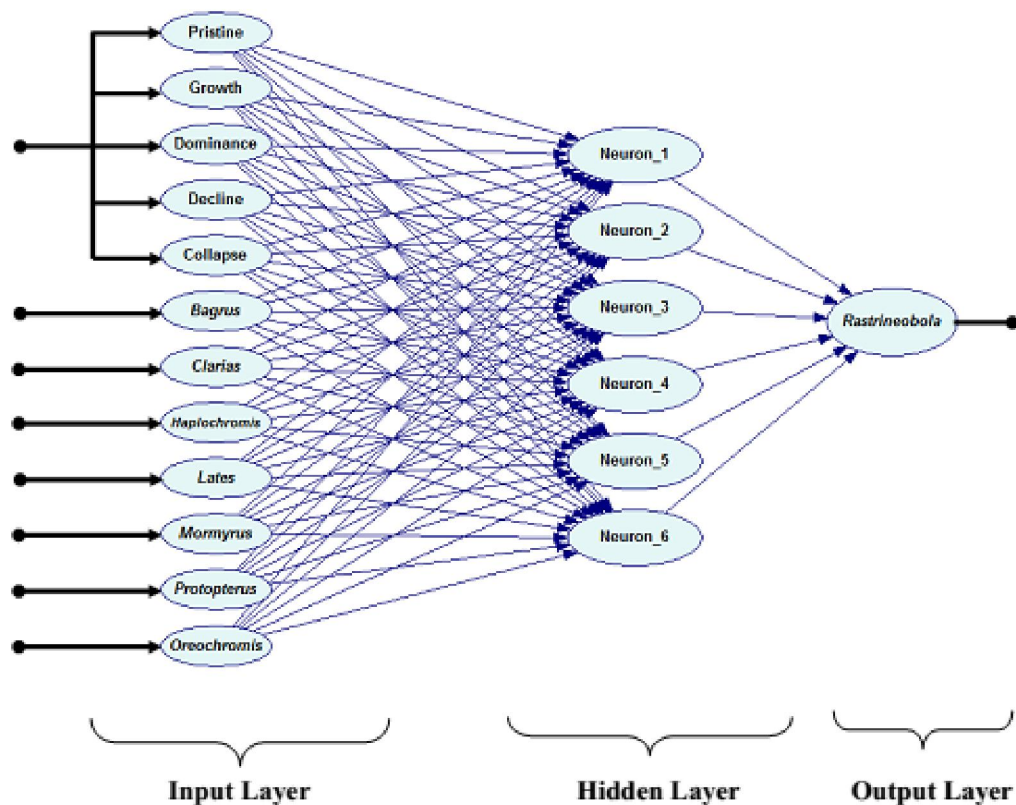 Pristine
Growth
Dominance
Decline
Collapse
Bagrus
Clarias
Haplochromis
Lates
Mormyrus
Protopterus
Oreochromis
Neuron_1
Neuron_2
Neuron_3
Neuron_4
Neuron_5
Neuron_6
Rastrineobola
Input Layer
Hidden Layer
Output Layer